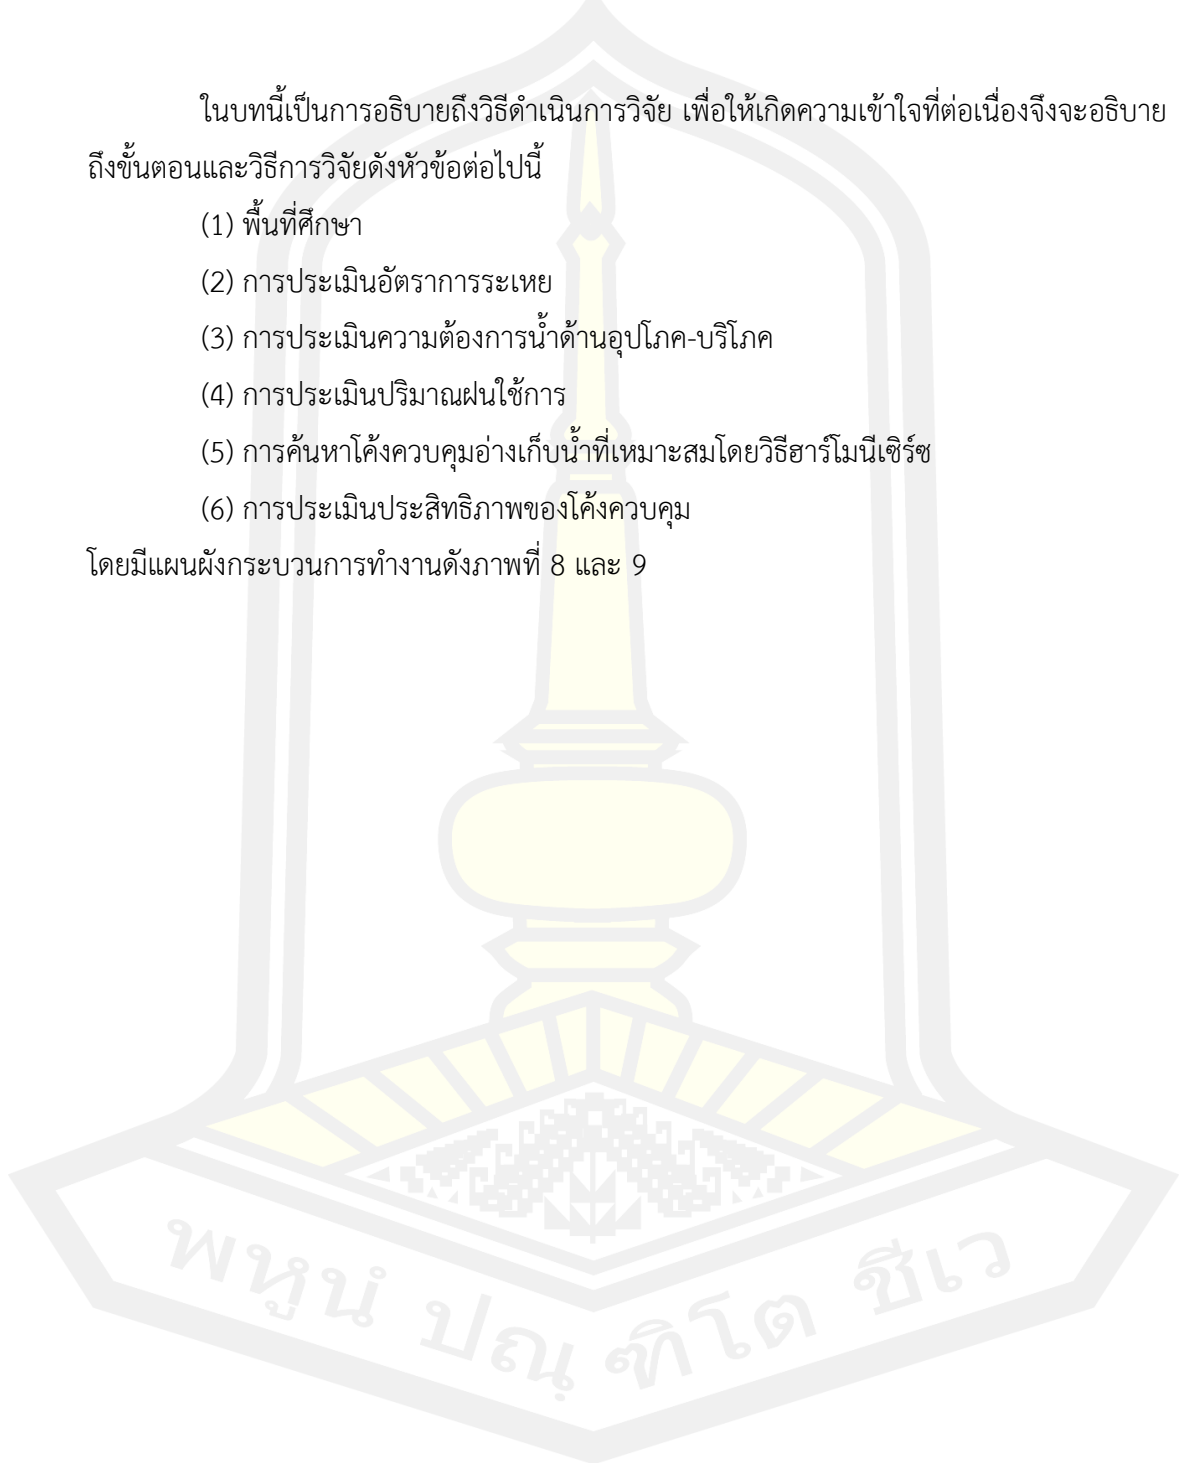 ในบทนี้เป็นการอธิบายถึงวิธีดำเนินการวิจัย เพื่อให้เกิดความเข้าใจที่ต่อเนื่องจึงจะอธิบาย
ถึงขั้นตอนและวิธีการวิจัยดังหัวข้อต่อไปนี้
(1) พื้นที่ศึกษา
(2) การประเมินอัตราการระเหย
(3) การประเมินความต้องการน้ำด้านอุปโภค-บริโภค
(4) การประเมินปริมาณฝนใช้การ
(5) การค้นหาโค้งควบคุมอ่างเก็บน้ำที่เหมาะสมโดยวิธีฮาร์โมนีเซิร์ซ
(6) การประเมินประสิทธิภาพของโค้งควบคุม
โดยมีแผนผังกระบวนการทำงานดังภาพที่ 8 และ 9
พหูนํ ปณฺฑิโต ชีเว